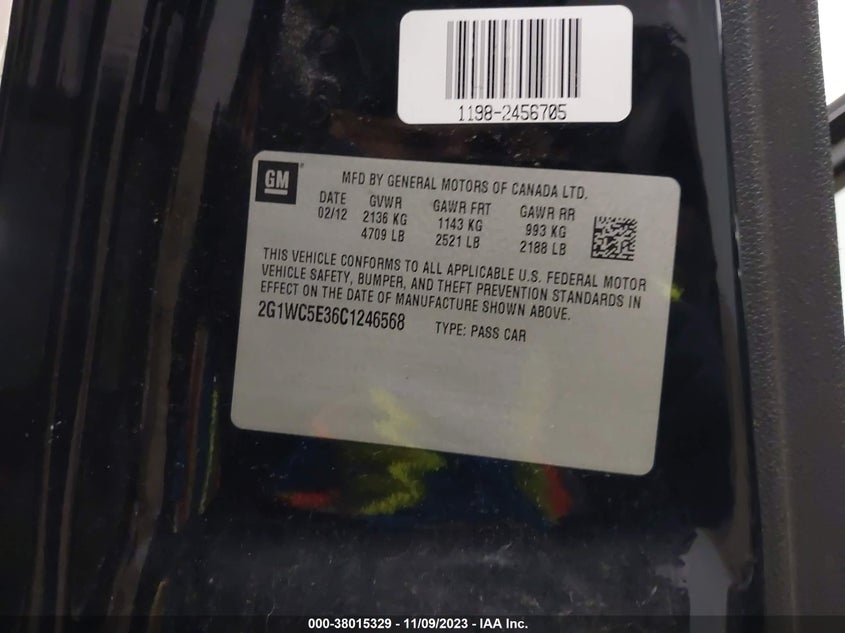 1198-2456705
GM
MFD BY GENERAL MOTORS OF CANADA LTD.
DATE GVWR GAWR FRT GAWR RR
02/12 2136 KG 1143 KG 993 KG
4709 LB 2521 LB 2188 LB
THIS VEHICLE CONFORMS TO ALL APPLICABLE U.S. FEDERAL MOTOR
VEHICLE SAFETY, BUMPER, AND THEFT PREVENTION STANDARDS IN
EFFECT ON THE DATE OF MANUFACTURE SHOWN ABOVE.
2G1WC5E36C1246568 TYPE: PASS CAR
000-38015329 - 11/09/2023 - IAA Inc.